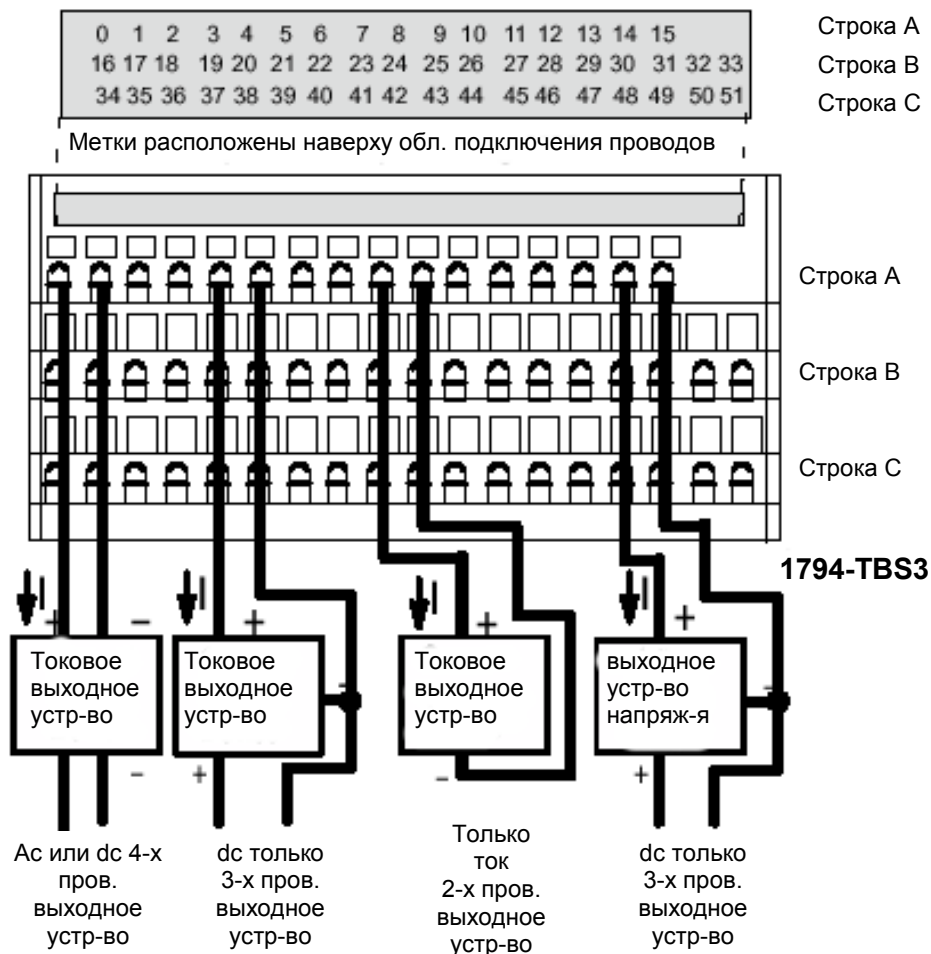 0 1 2 3 4 5 6 7 8 9 10 11 12 13 14 15 Строка A
16 17 18 19 20 21 22 23 24 25 26 27 28 29 30 31 32 33 Строка B
34 35 36 37 38 39 40 41 42 43 44 45 46 47 48 49 50 51 Строка C
Метки расположены наверху обл. подключения проводов
Строка A
Строка B
Строка C
1794-TBS3
I I I
+ - + + +
Токовое
выходное
устр-во
Токовое
выходное
устр-во
-
Токовое
выходное
устр-во
выходное
устр-во
напряж-я
-
- + - +
Ac или dc 4-х
пров.
выходное
устр-во
dc только
3-х пров.
выходное
устр-во
Только
ток
2-х пров.
выходное
устр-во
dc только
3-х пров.
выходное
устр-во